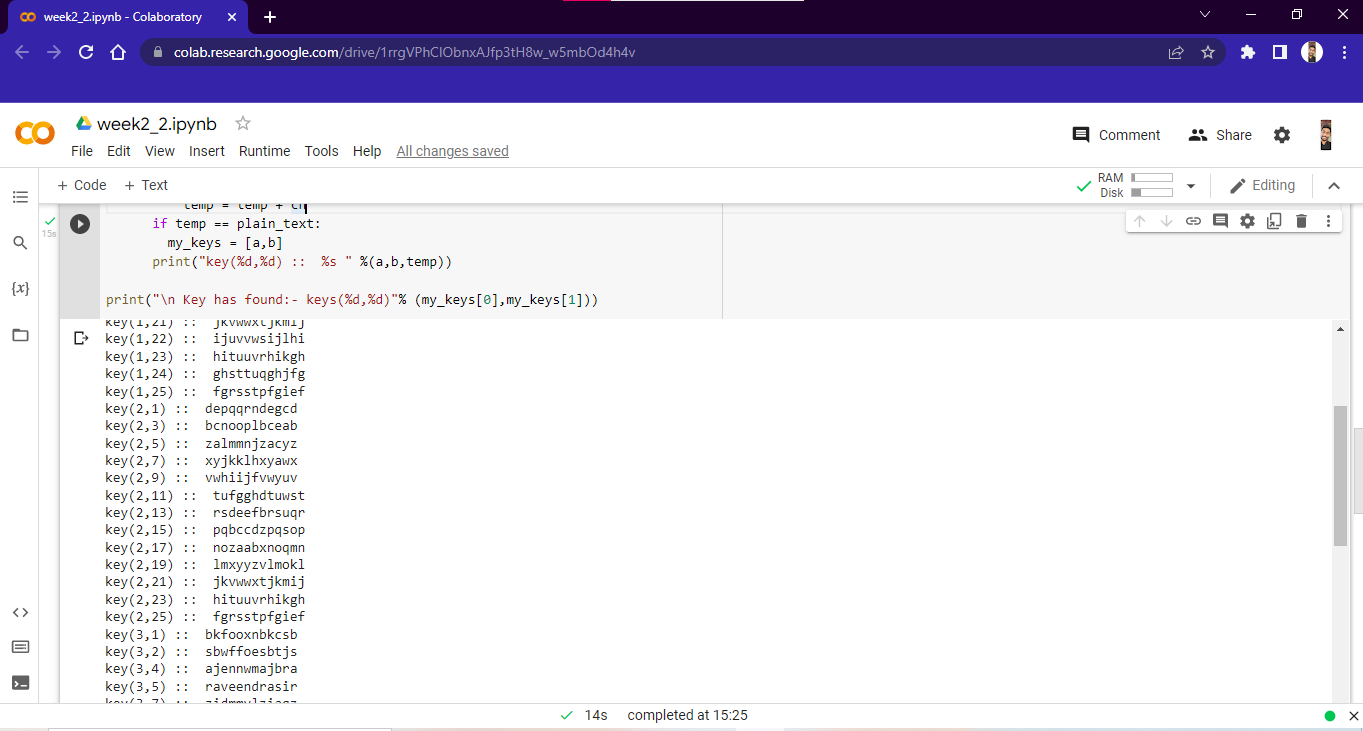 week2_2.ipynb - Colaboratory
colab.research.google.com/drive/1rrgVPhClObnxAJfp3tH8w_w5mbOd4h4v
week2_2.ipynb
File Edit View Insert Runtime Tools Help All changes saved
Comment Share
+ Code + Text
RAM
Disk
Editing
temp = temp + ch
15s
if temp == plain_text:
my_keys = [a,b]
print("key(%d,%d) ::  %s " %(a,b,temp))
print("\n Key has found:- keys(%d,%d)"% (my_keys[0],my_keys[1]))
{x}
key(1,21) ::  jkvwwxtjkmij
key(1,22) ::  ijuvvwsijlhi
key(1,23) ::  hituuvrhikgh
key(1,24) ::  ghsttuqghjfg
key(1,25) ::  fgrsstpfgief
key(2,1) ::  depqqrndegcd
key(2,3) ::  bcnooplbceab
key(2,5) ::  zalmmnjzacyz
key(2,7) ::  xyjkklhxyawx
key(2,9) ::  vwhiijfvwyuv
key(2,11) ::  tufgghdtuwst
key(2,13) ::  rsdeefbrsuqr
key(2,15) ::  pqbccdzpqsop
key(2,17) ::  nozaabxnoqmn
key(2,19) ::  lmxyyzvlmokl
key(2,21) ::  jkvwwxtjkmij
key(2,23) ::  hituuvrhikgh
key(2,25) ::  fgrsstpfgief
key(3,1) ::  bkfooxnbkcsb
key(3,2) ::  sbwffoesbtjs
key(3,4) ::  ajennwmajbra
key(3,5) ::  raveendrasir
14s completed at 15:25